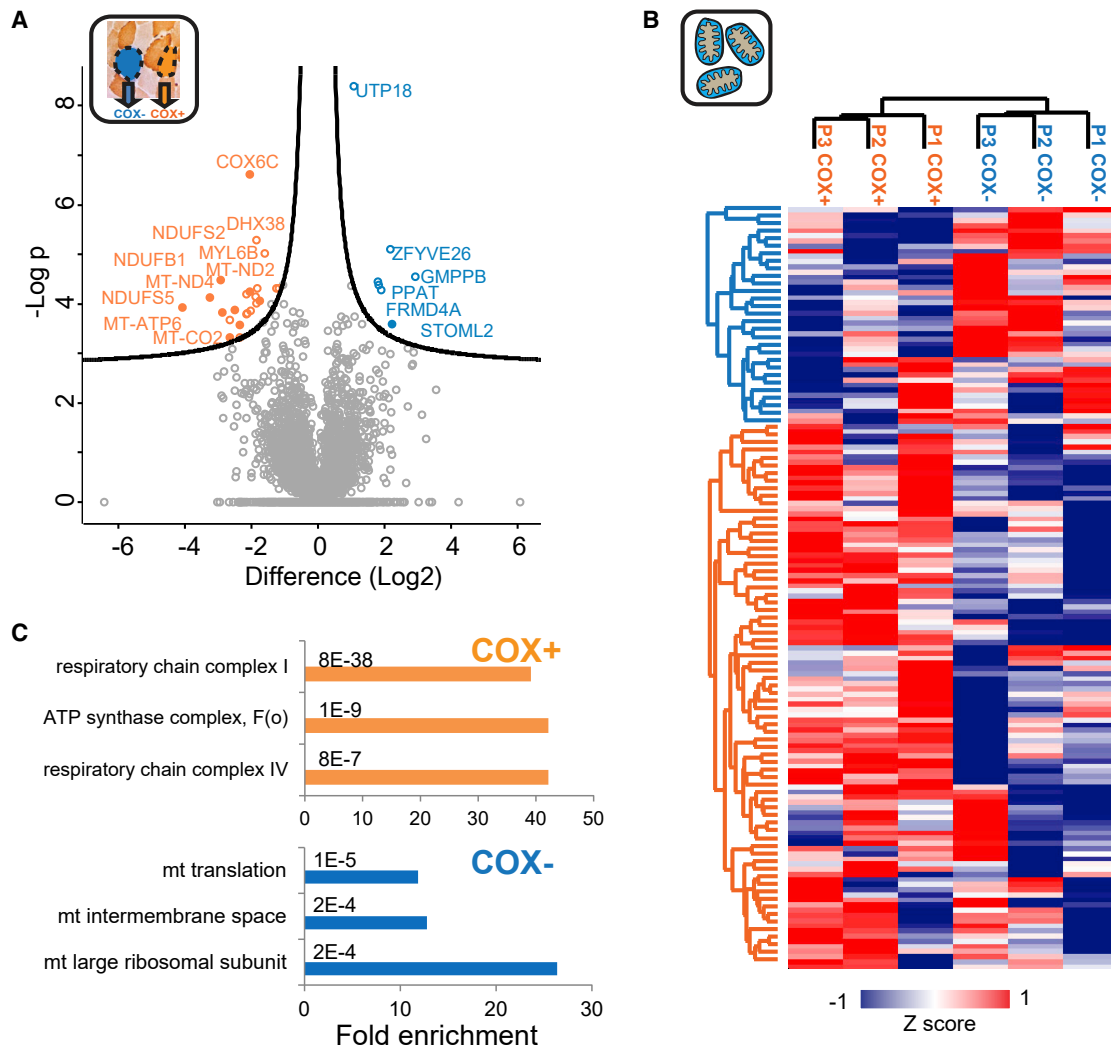 A
COX- COX+
-Log p
8
6
4
2
0
UTP18
COX6C
DHX38
NDUFS2
MYL6B
NDUFB1
MT-ND2
MT-ND4
NDUFS5
MT-ATP6
MT-CO2
ZFYVE26
GMPPB
PPAT
FRMD4A
STOML2
-6 -4 -2 0 2 4 6
Difference (Log2)
B
P3 COX+
P2 COX+
P1 COX+
P3 COX-
P2 COX-
P1 COX-
-1 1
Z score
C
COX+
respiratory chain complex I 8E-38
ATP synthase complex, F(o) 1E-9
respiratory chain complex IV 8E-7
0 10 20 30 40 50
COX-
mt translation 1E-5
mt intermembrane space 2E-4
mt large ribosomal subunit 2E-4
0 10 20 30
Fold enrichment